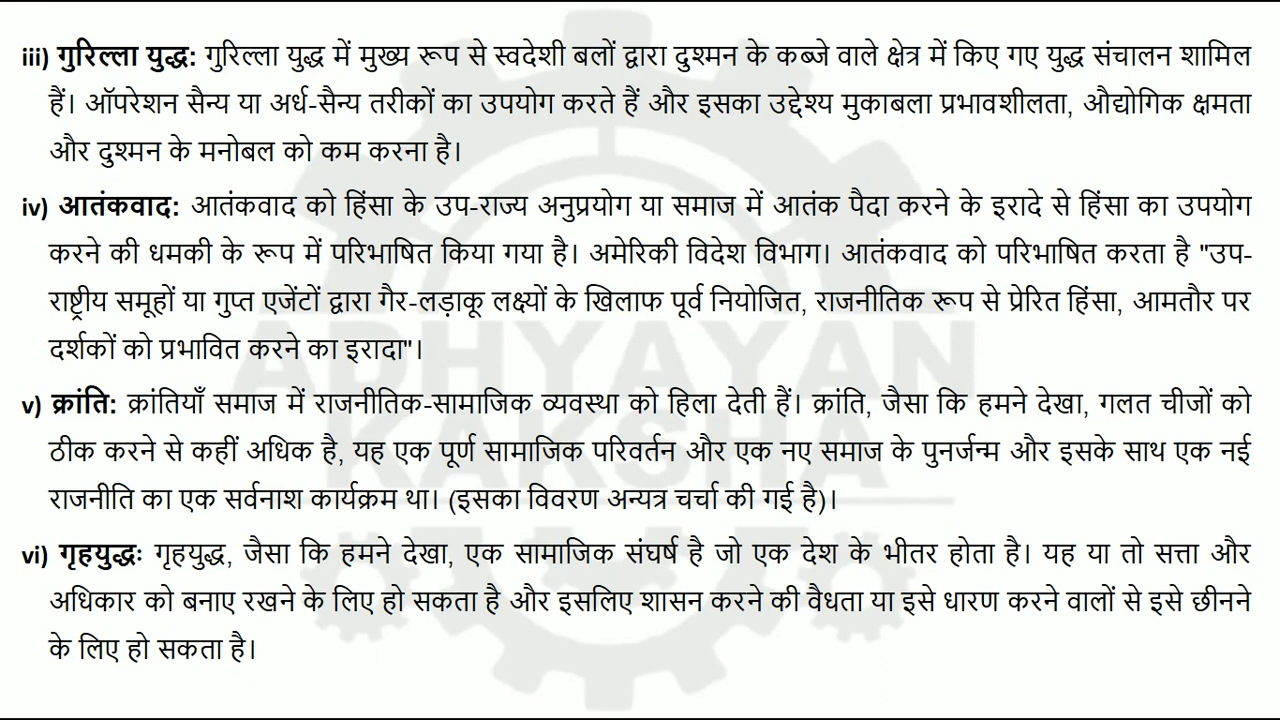 iii) गुरिल्ला युद्ध: गुरिल्ला युद्ध में मुख्य रूप से स्वदेशी बलों द्वारा दुश्मन के कब्जे वाले क्षेत्र में किए गए युद्ध संचालन शामिल
हैं। ऑपरेशन सैन्य या अर्ध-सैन्य तरीकों का उपयोग करते हैं और इसका उद्देश्य मुकाबला प्रभावशीलता, औद्योगिक क्षमता
और दुश्मन के मनोबल को कम करना है।
iv) आतंकवाद: आतंकवाद को हिंसा के उप-राज्य अनुप्रयोग या समाज में आतंक पैदा करने के इरादे से हिंसा का उपयोग
करने की धमकी के रूप में परिभाषित किया गया है। अमेरिकी विदेश विभाग। आतंकवाद को परिभाषित करता है "उप-
राष्ट्रीय समूहों या गुप्त एजेंटों द्वारा गैर-लड़ाकू लक्ष्यों के खिलाफ पूर्व नियोजित, राजनीतिक रूप से प्रेरित हिंसा, आमतौर पर
दर्शकों को प्रभावित करने का इरादा"।
v) क्रांति: क्रांतियाँ समाज में राजनीतिक-सामाजिक व्यवस्था को हिला देती हैं। क्रांति, जैसा कि हमने देखा, गलत चीजों को
ठीक करने से कहीं अधिक है, यह एक पूर्ण सामाजिक परिवर्तन और एक नए समाज के पुनर्जन्म और इसके साथ एक नई
राजनीति का एक सर्वनाश कार्यक्रम था। (इसका विवरण अन्यत्र चर्चा की गई है)।
vi) गृहयुद्धः गृहयुद्ध, जैसा कि हमने देखा, एक सामाजिक संघर्ष है जो एक देश के भीतर होता है। यह या तो सत्ता और
अधिकार को बनाए रखने के लिए हो सकता है और इसलिए शासन करने की वैधता या इसे धारण करने वालों से इसे छीनने
के लिए हो सकता है।
ADHYAYAN
KAKSHA